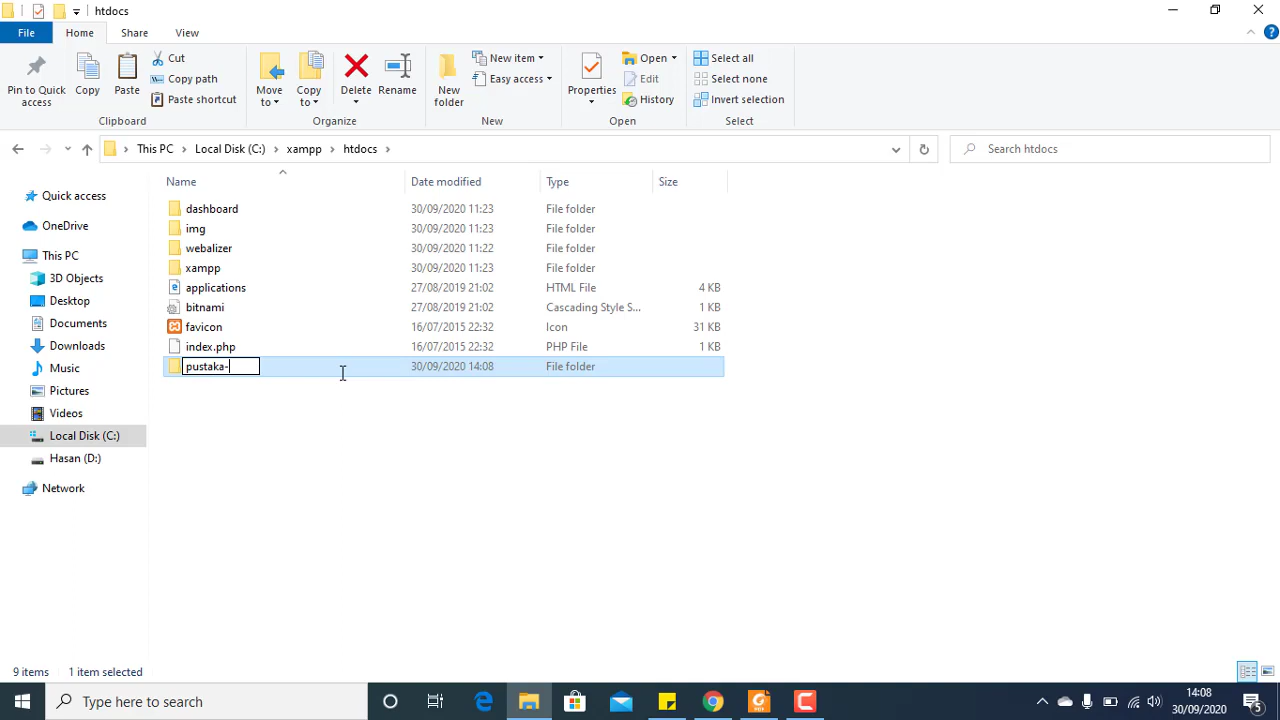 htdocs
File
Home
Share
View
Pin to Quick
access
Copy
Paste
Cut
Copy path
Paste shortcut
Clipboard
Move
to
Copy
to
Delete
Rename
Organize
New
folder
New item
Easy access
New
Properties
Open
Edit
History
Open
Select all
Select none
Invert selection
Select
This PC
Local Disk (C:)
xampp
htdocs
Search htdocs
Quick access
OneDrive
This PC
3D Objects
Desktop
Documents
Downloads
Music
Pictures
Videos
Local Disk (C:)
Hasan (D:)
Network
Name Date modified Type Size
dashboard 30/09/2020 11:23 File folder
img 30/09/2020 11:23 File folder
webalizer 30/09/2020 11:22 File folder
xampp 30/09/2020 11:23 File folder
applications 27/08/2019 21:02 HTML File 4 KB
bitnami 27/08/2019 21:02 Cascading Style S... 1 KB
favicon 16/07/2015 22:32 Icon 31 KB
index.php 16/07/2015 22:32 PHP File 1 KB
pustaka- 30/09/2020 14:08 File folder
9 items 1 item selected
Type here to search
14:08
30/09/2020
5